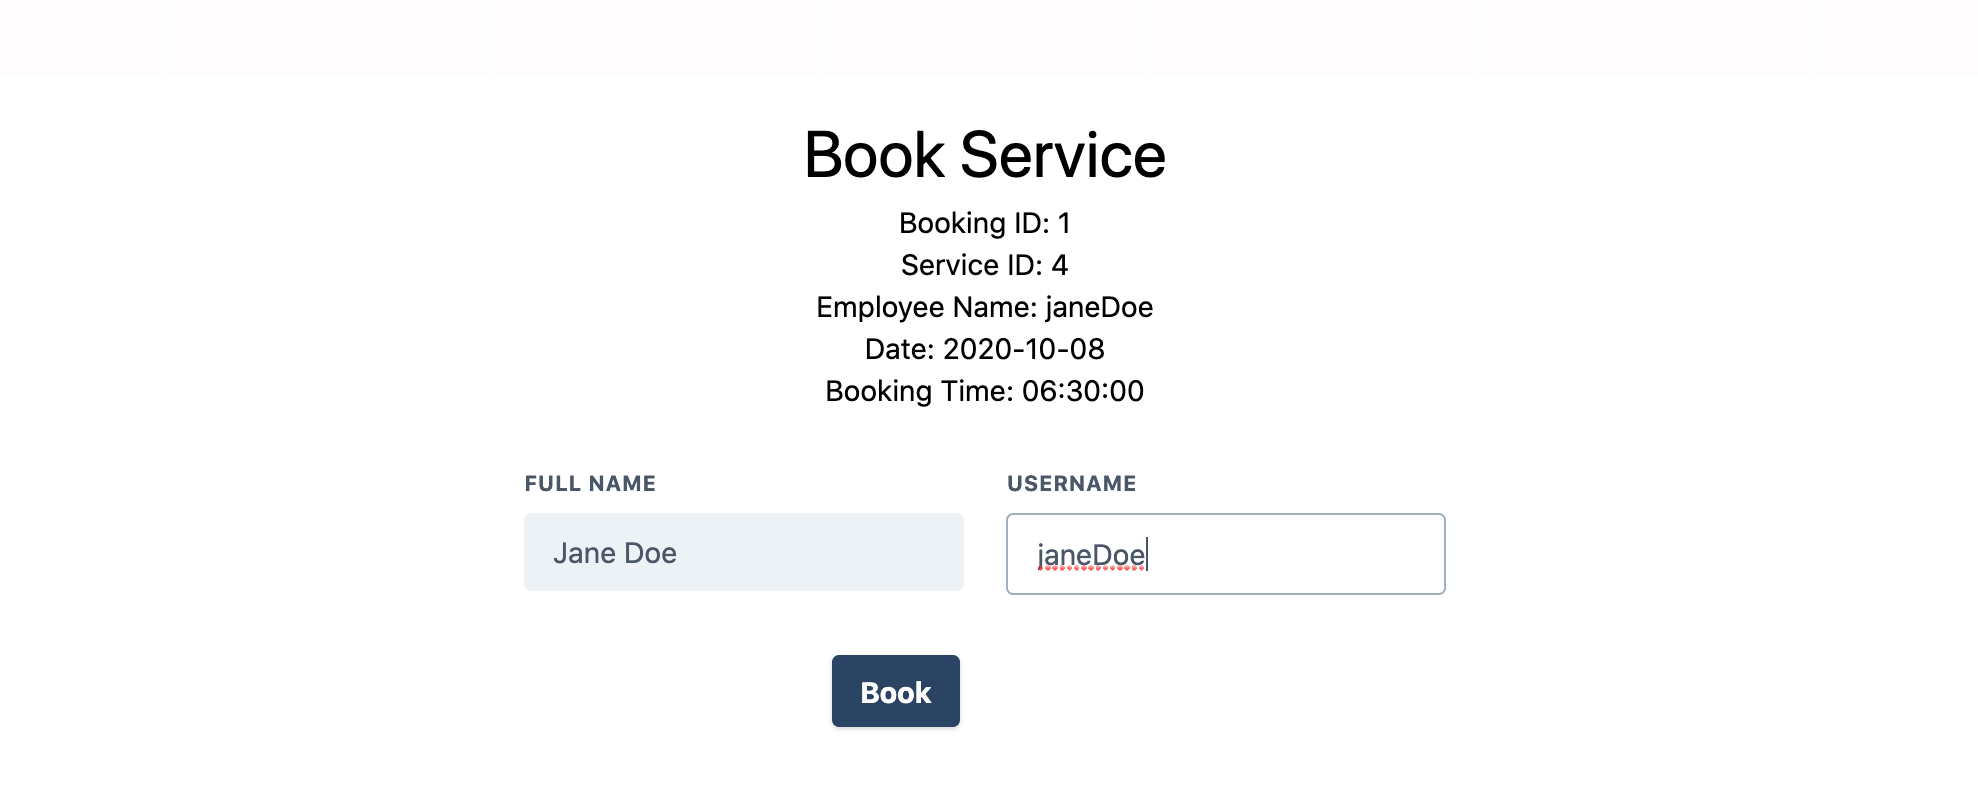 Book Service
Booking ID: 1
Service ID: 4
Employee Name: janeDoe
Date: 2020-10-08
Booking Time: 06:30:00
FULL NAME
USERNAME
Jane Doe
janeDoe
Book